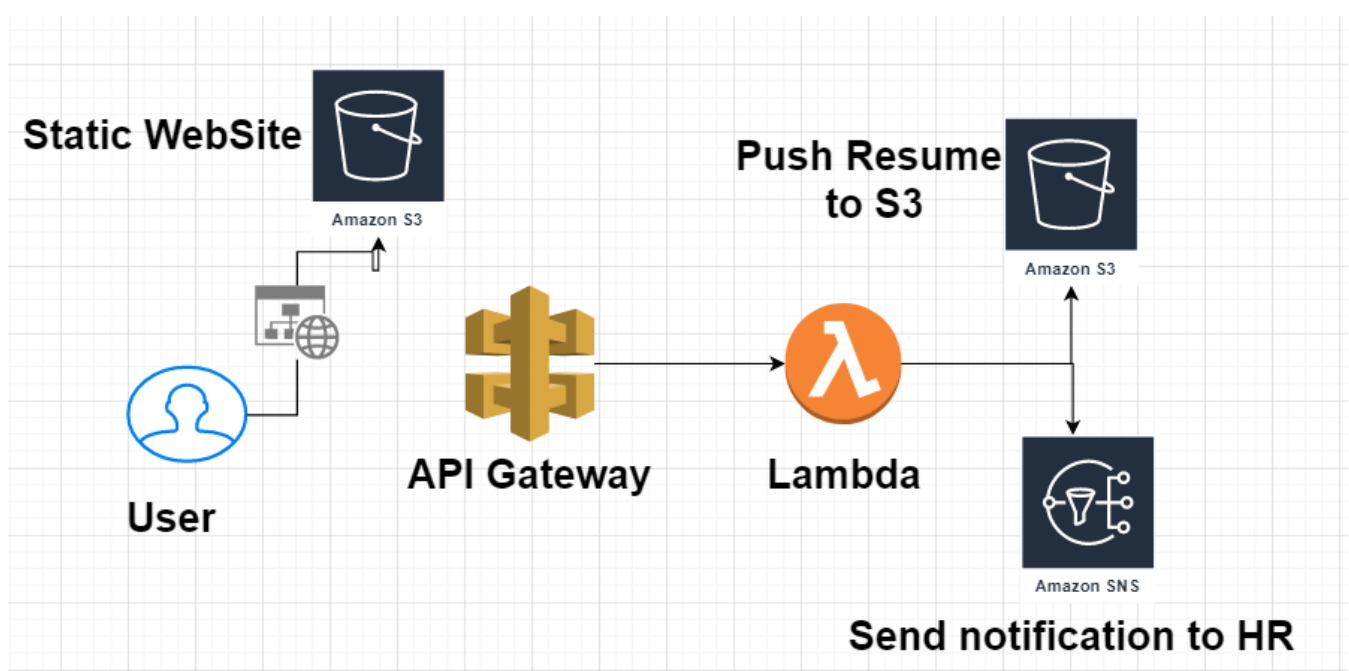 Static WebSite
Amazon S3
Push Resume
to S3
Amazon S3
API Gateway
Lambda
User
Amazon SNS
Send notification to HR